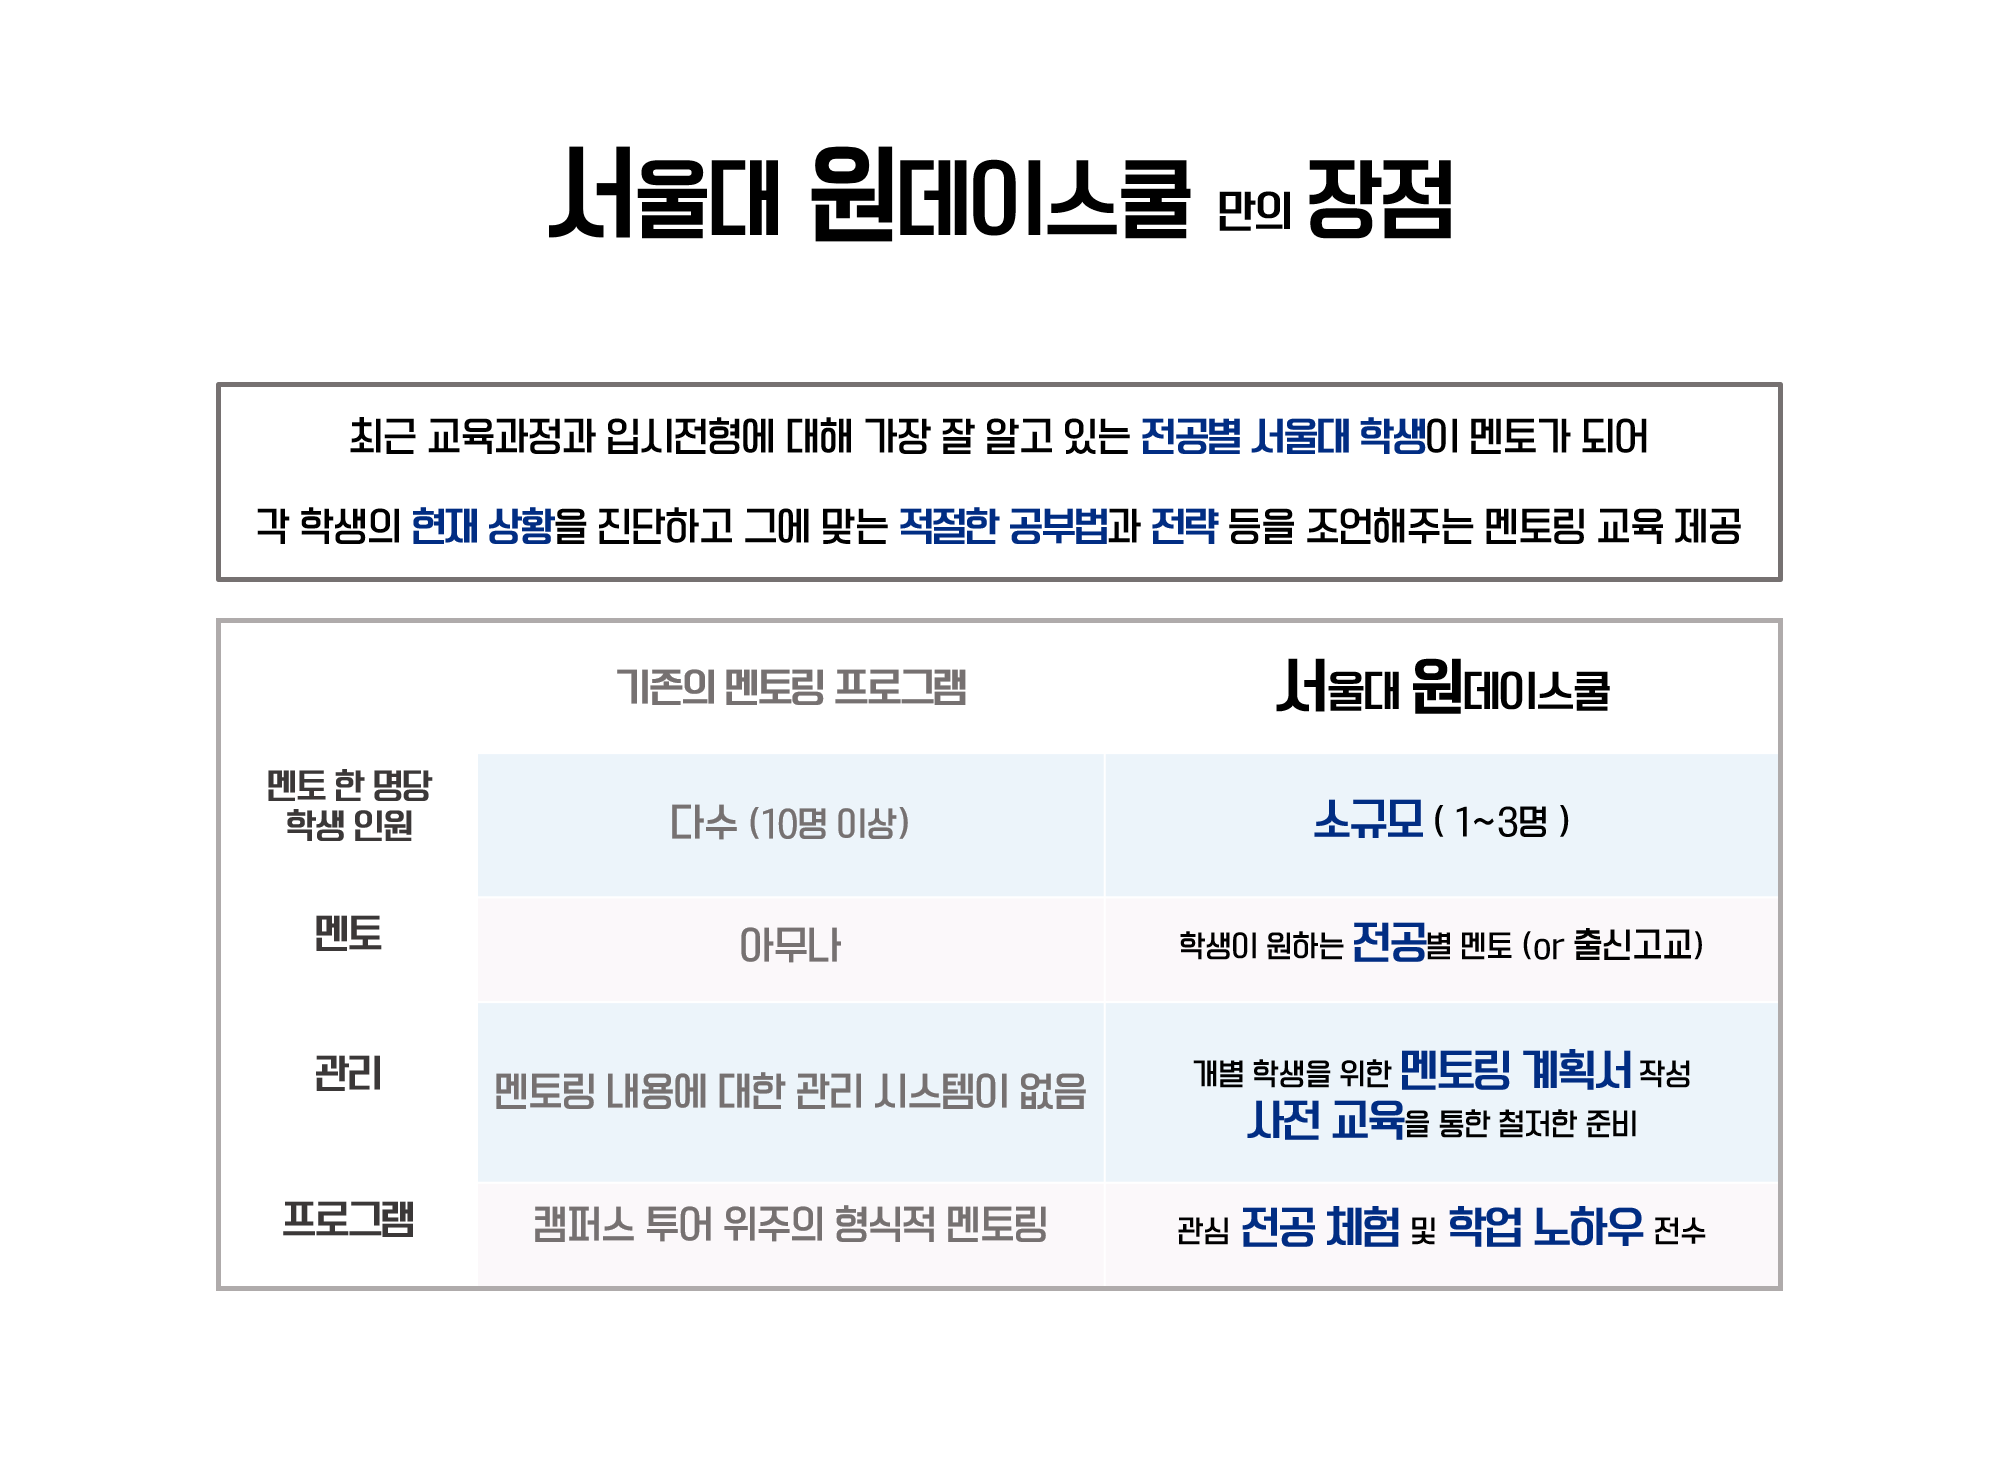 서울대 원데이스쿨 만의 장점
최근 교육과정과 입시전형에 대해 가장 잘 알고 있는 전공별 서울대 학생이 멘토가 되어
각 학생의 현재 상황을 진단하고 그에 맞는 적절한 공부법과 전략 등을 조언해주는 멘토링 교육 제공
기존의 멘토링 프로그램
서울대 원데이스쿨
멘토 한 명당
학생 인원
다수 (10명 이상)
소규모 ( 1~3명 )
멘토
아무나
학생이 원하는 전공별 멘토 (or 출신고교)
관리
멘토링 내용에 대한 관리 시스템이 없음
개별 학생을 위한 멘토링 계획서 작성
사전 교육을 통한 철저한 준비
프로그램
캠퍼스 투어 위주의 형식적 멘토링
관심 전공 체험 및 학업 노하우 전수